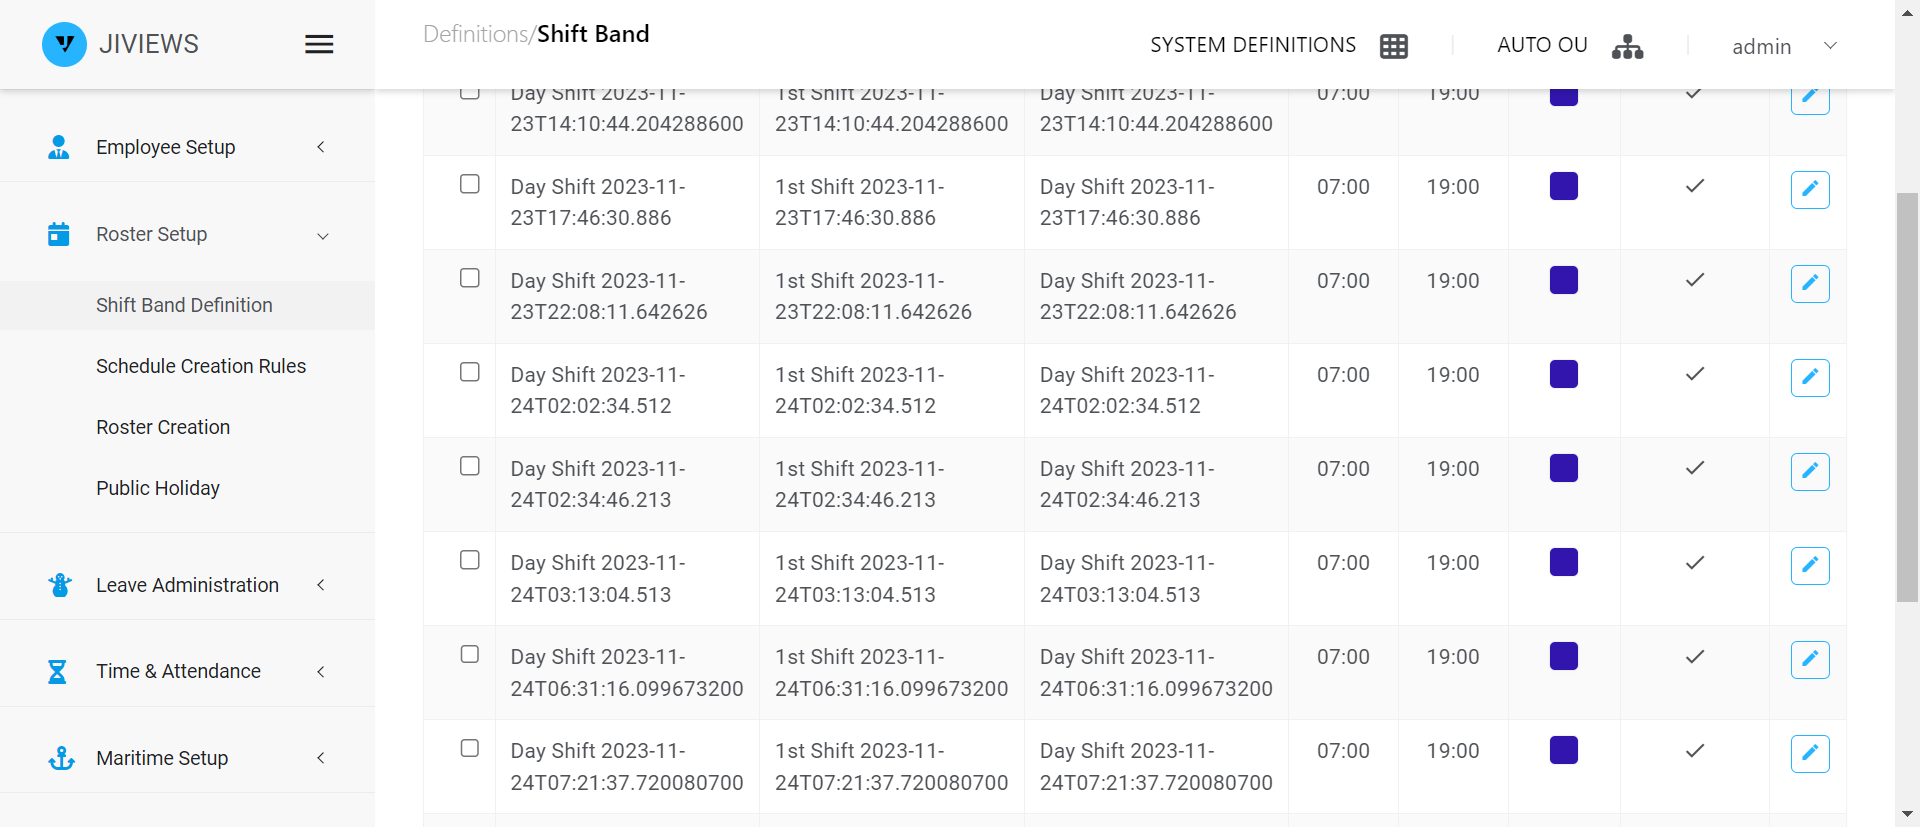 JIVIEWS
Definitions/Shift Band
SYSTEM DEFINITIONS
AUTO OU
admin
Employee Setup
Roster Setup
Shift Band Definition
Schedule Creation Rules
Roster Creation
Public Holiday
Leave Administration
Time & Attendance
Maritime Setup
Day Shift 2023-11- 1st Shift 2023-11- Day Shift 2023-11- 07:00 19:00
23T14:10:44.204288600 23T14:10:44.204288600 23T14:10:44.204288600
Day Shift 2023-11- 1st Shift 2023-11- Day Shift 2023-11- 07:00 19:00
23T17:46:30.886 23T17:46:30.886 23T17:46:30.886
Day Shift 2023-11- 1st Shift 2023-11- Day Shift 2023-11- 07:00 19:00
23T22:08:11.642626 23T22:08:11.642626 23T22:08:11.642626
Day Shift 2023-11- 1st Shift 2023-11- Day Shift 2023-11- 07:00 19:00
24T02:02:34.512 24T02:02:34.512 24T02:02:34.512
Day Shift 2023-11- 1st Shift 2023-11- Day Shift 2023-11- 07:00 19:00
24T02:34:46.213 24T02:34:46.213 24T02:34:46.213
Day Shift 2023-11- 1st Shift 2023-11- Day Shift 2023-11- 07:00 19:00
24T03:13:04.513 24T03:13:04.513 24T03:13:04.513
Day Shift 2023-11- 1st Shift 2023-11- Day Shift 2023-11- 07:00 19:00
24T06:31:16.099673200 24T06:31:16.099673200 24T06:31:16.099673200
Day Shift 2023-11- 1st Shift 2023-11- Day Shift 2023-11- 07:00 19:00
24T07:21:37.720080700 24T07:21:37.720080700 24T07:21:37.720080700